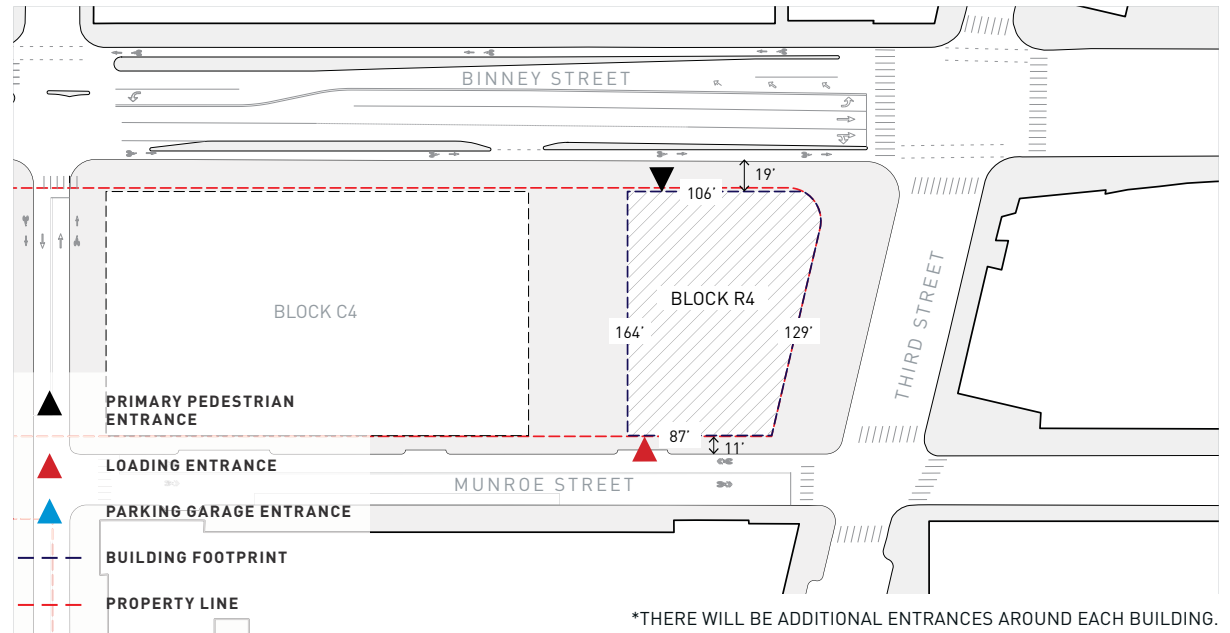 BINNEY STREET
19'
106'
BLOCK R4
BLOCK C4
164'
129'
THIRD STREET
87'
11'
MUNROE STREET
PRIMARY PEDESTRIAN
ENTRANCE
LOADING ENTRANCE
PARKING GARAGE ENTRANCE
BUILDING FOOTPRINT
PROPERTY LINE
*THERE WILL BE ADDITIONAL ENTRANCES AROUND EACH BUILDING.